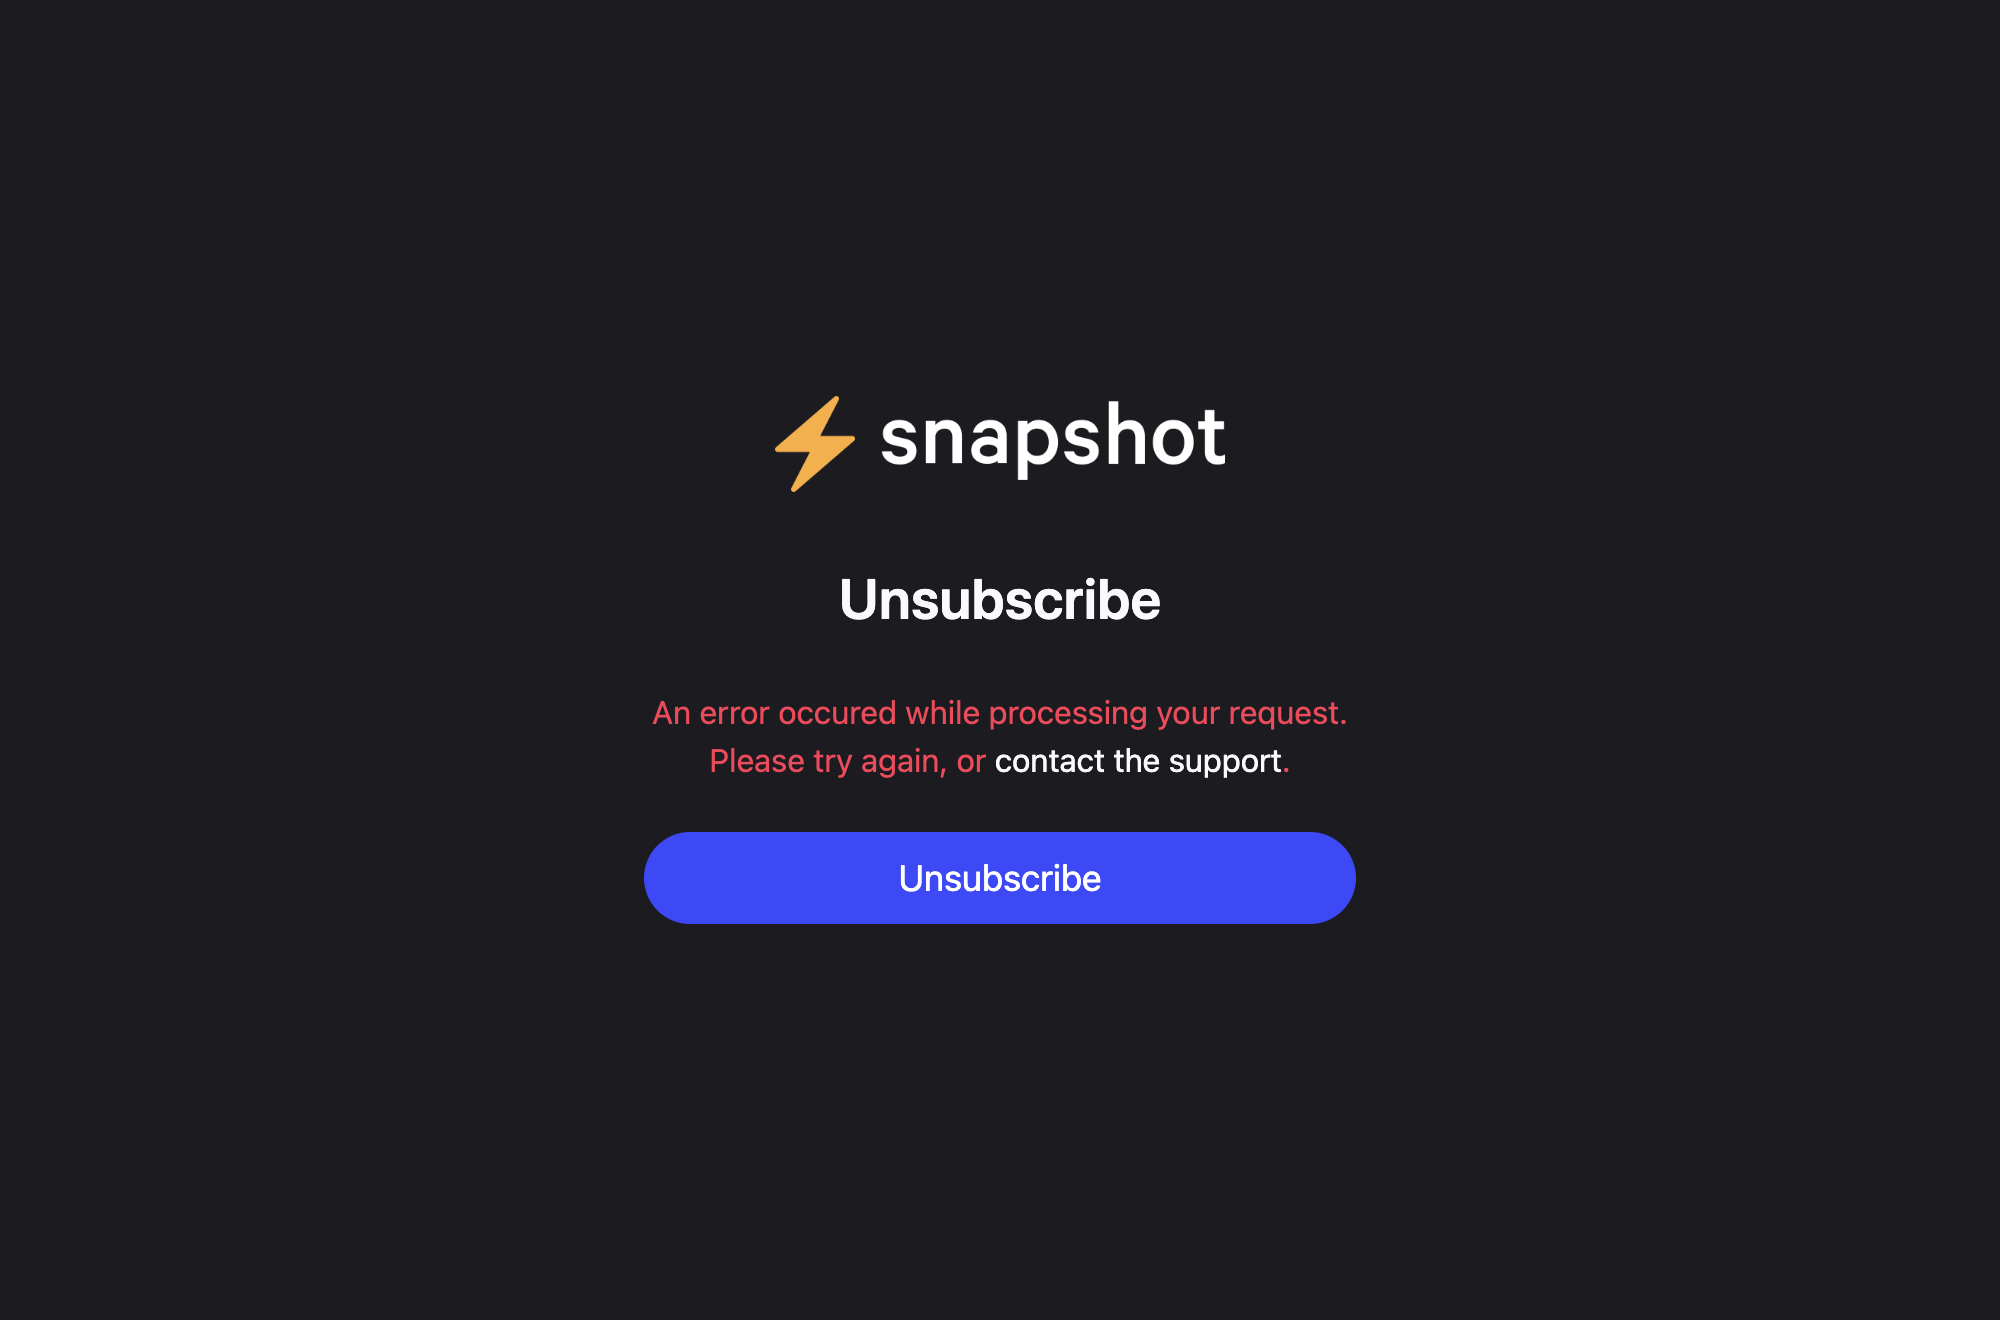 snapshot
Unsubscribe
An error occured while processing your request.
Please try again, or contact the support.
Unsubscribe